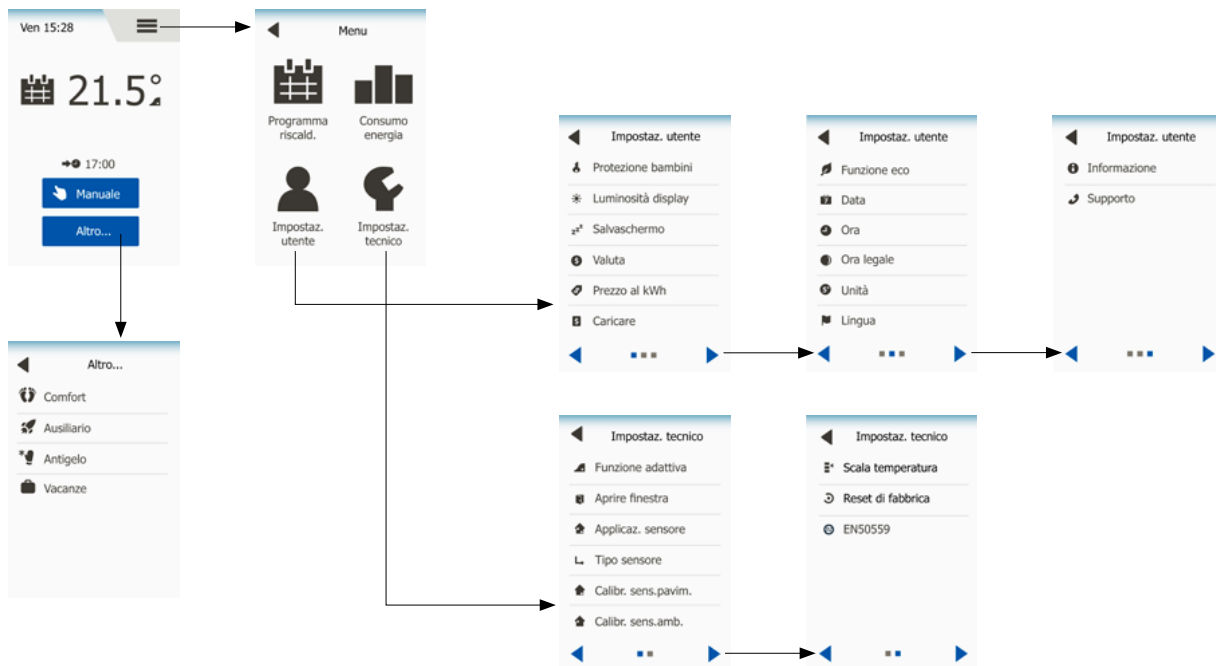 Ven 15:28
21.5°
17:00
Manuale
Altro...
Menu
Programma
riscald.
Consumo
energia
Impostaz.
utente
Impostaz.
tecnico
Altro...
Comfort
Ausiliario
Antigelo
Vacanze
Impostaz. utente
Protezione bambini
Luminosità display
Salvaschermo
Valuta
Prezzo al kWh
Caricare
Impostaz. utente
Funzione eco
Data
Ora
Ora legale
Unità
Lingua
Impostaz. utente
Informazione
Supporto
Impostaz. tecnico
Funzione adattiva
Aprire finestra
Applicaz. sensore
Tipo sensore
Calibr. sens.pavim.
Calibr. sens.amb.
Impostaz. tecnico
Scala temperatura
Reset di fabbrica
EN50559